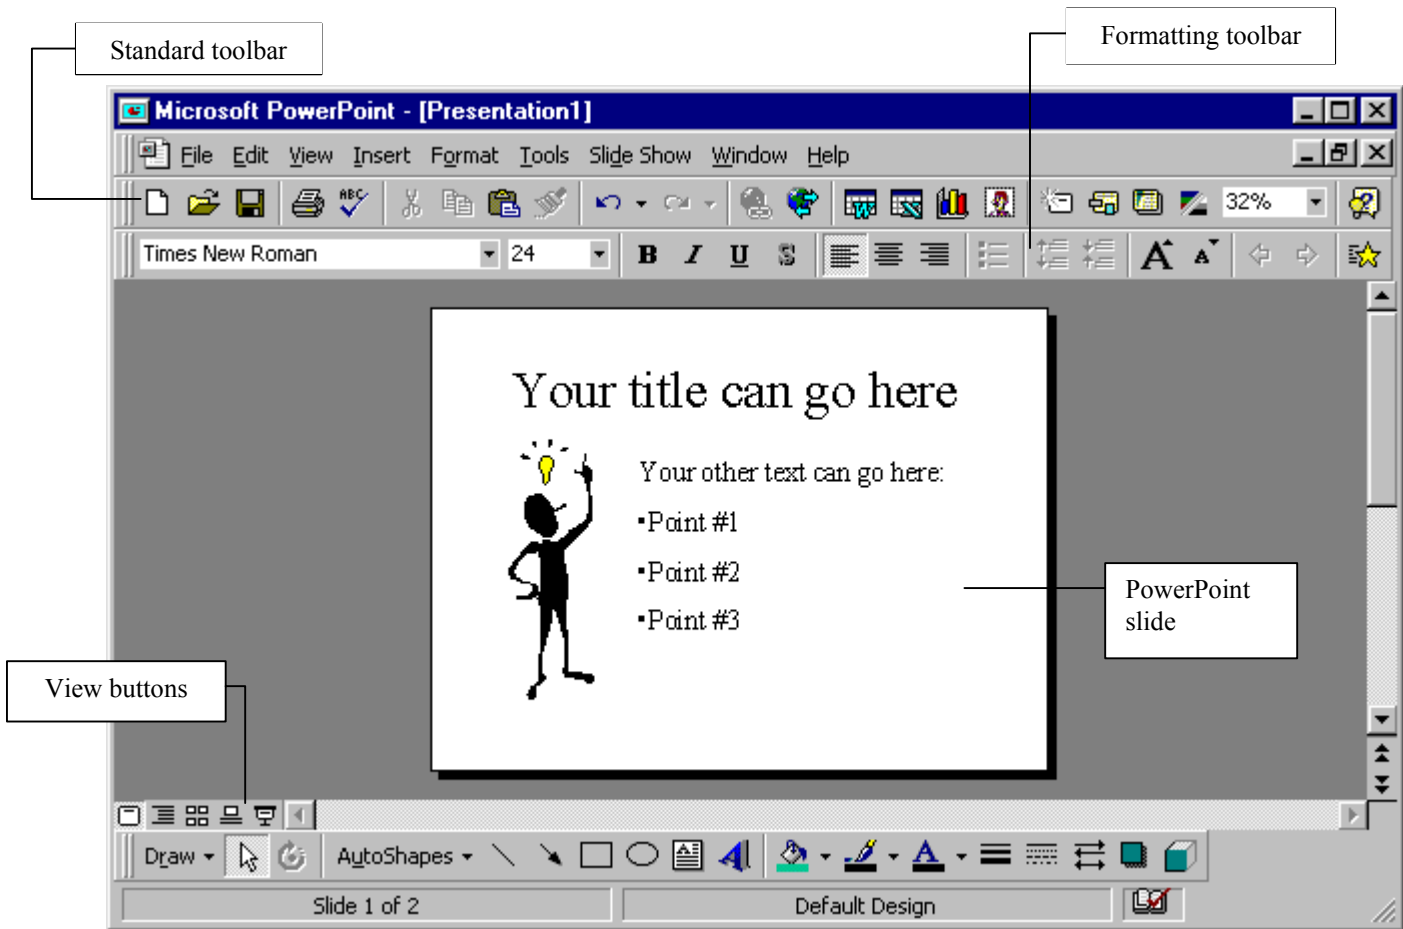 Standard toolbar
Formatting toolbar
Microsoft PowerPoint - [Presentation1]
File Edit View Insert Format Tools Slide Show Window Help
ABC
32%
Times New Roman 24 B I U S A A
Your title can go here
Your other text can go here:
▪Point #1
▪Point #2
▪Point #3
PowerPoint
slide
View buttons
Draw AutoShapes A A
Slide 1 of 2 Default Design